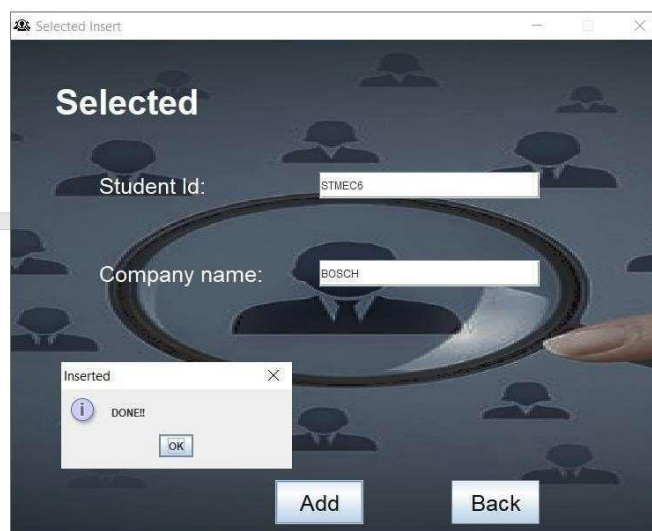 Selected Insert
Selected
Student Id: STMEC6
Company name: BOSCH
Inserted
DONE!!
OK
Add Back